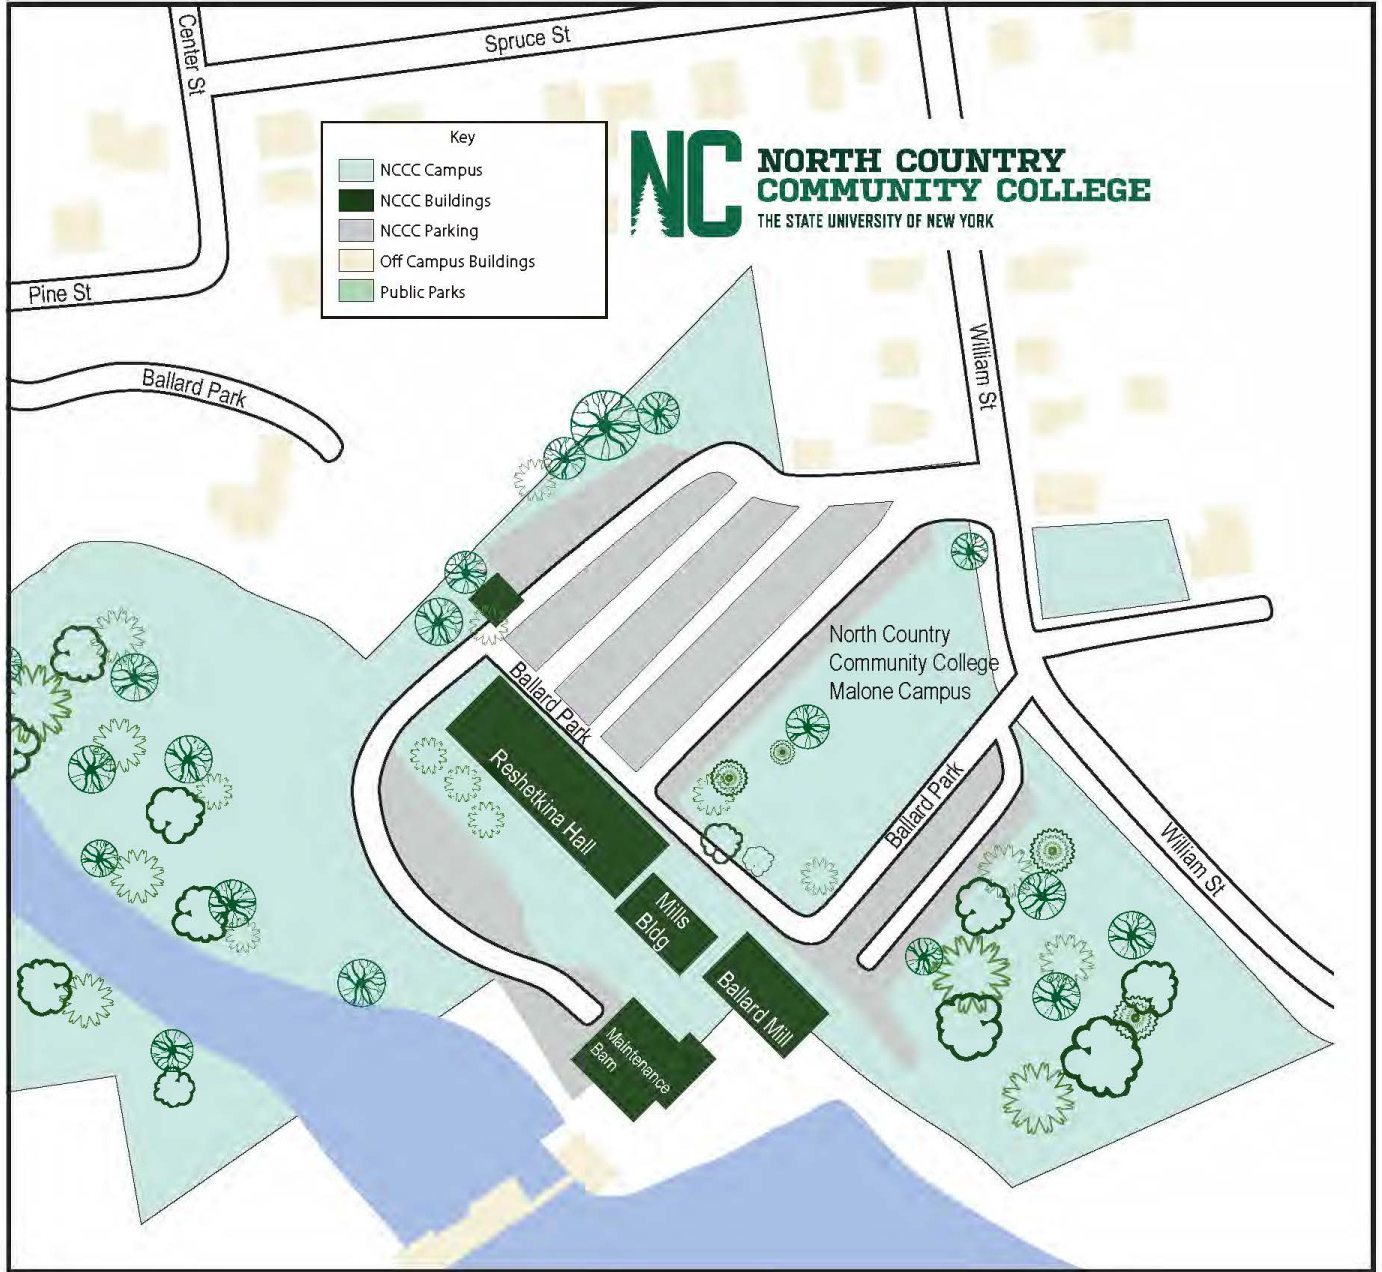 Center St
Spruce St
Key
NCCC Campus
NCCC Buildings
NCCC Parking
Off Campus Buildings
Public Parks
NC
NORTH COUNTRY
COMMUNITY COLLEGE
THE STATE UNIVERSITY OF NEW YORK
Pine St
Ballard Park
William St
North Country
Community College
Malone Campus
Ballard Park
Reshetkina Hall
Ballard Park
William St
Mills
Bldg
Ballard Mill
Maintenance
Barn